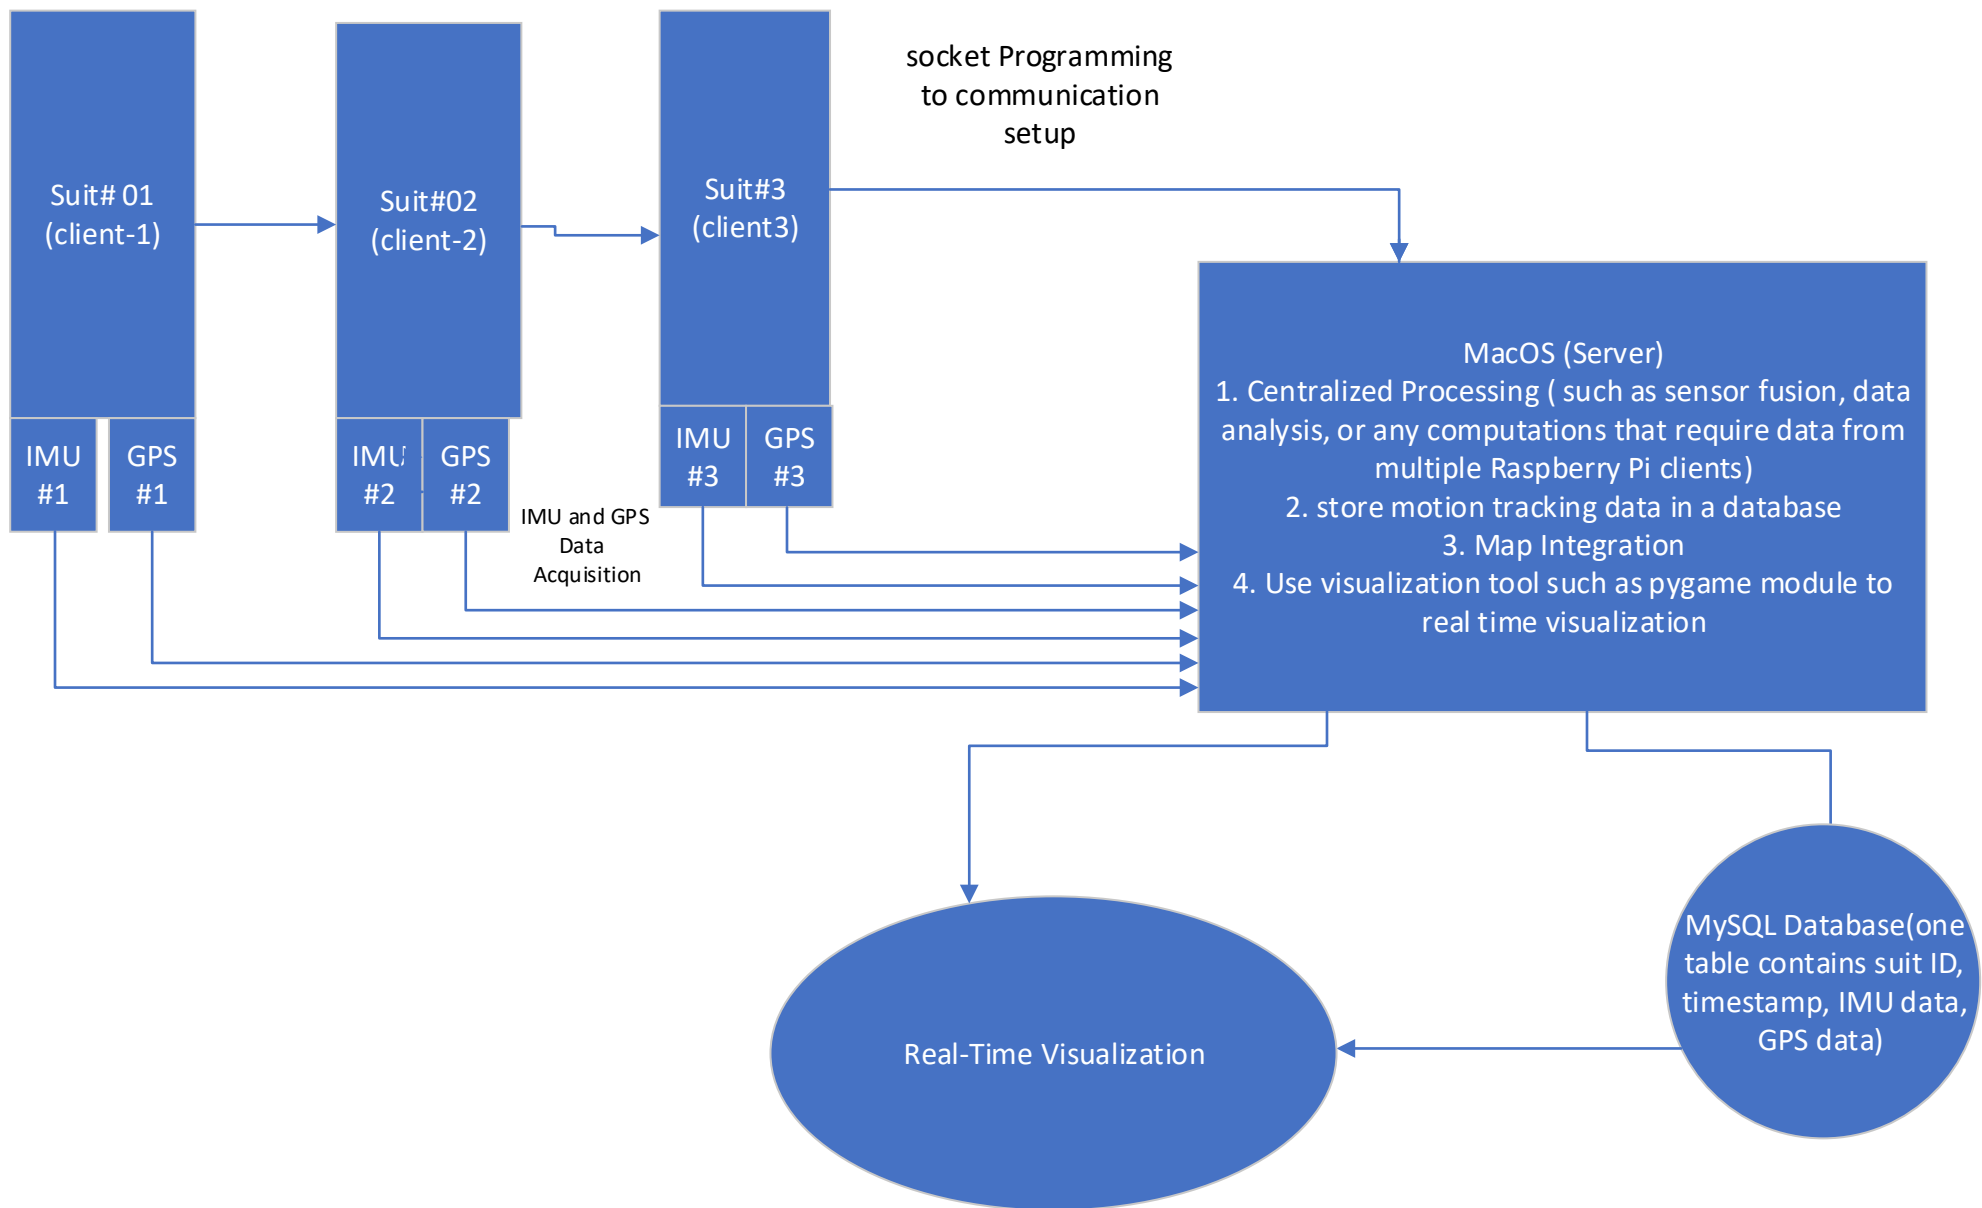 socket Programming
to communication
setup
Suit# 01
(client-1)
Suit#02
(client-2)
Suit#3
(client3)
IMU
#1
GPS
#1
IMU
#2
GPS
#2
IMU
#3
GPS
#3
IMU and GPS
Data
Acquisition
MacOS (Server)
1. Centralized Processing ( such as sensor fusion, data
analysis, or any computations that require data from
multiple Raspberry Pi clients)
2. store motion tracking data in a database
3. Map Integration
4. Use visualization tool such as pygame module to
real time visualization
Real-Time Visualization
MySQL Database(one
table contains suit ID,
timestamp, IMU data,
GPS data)